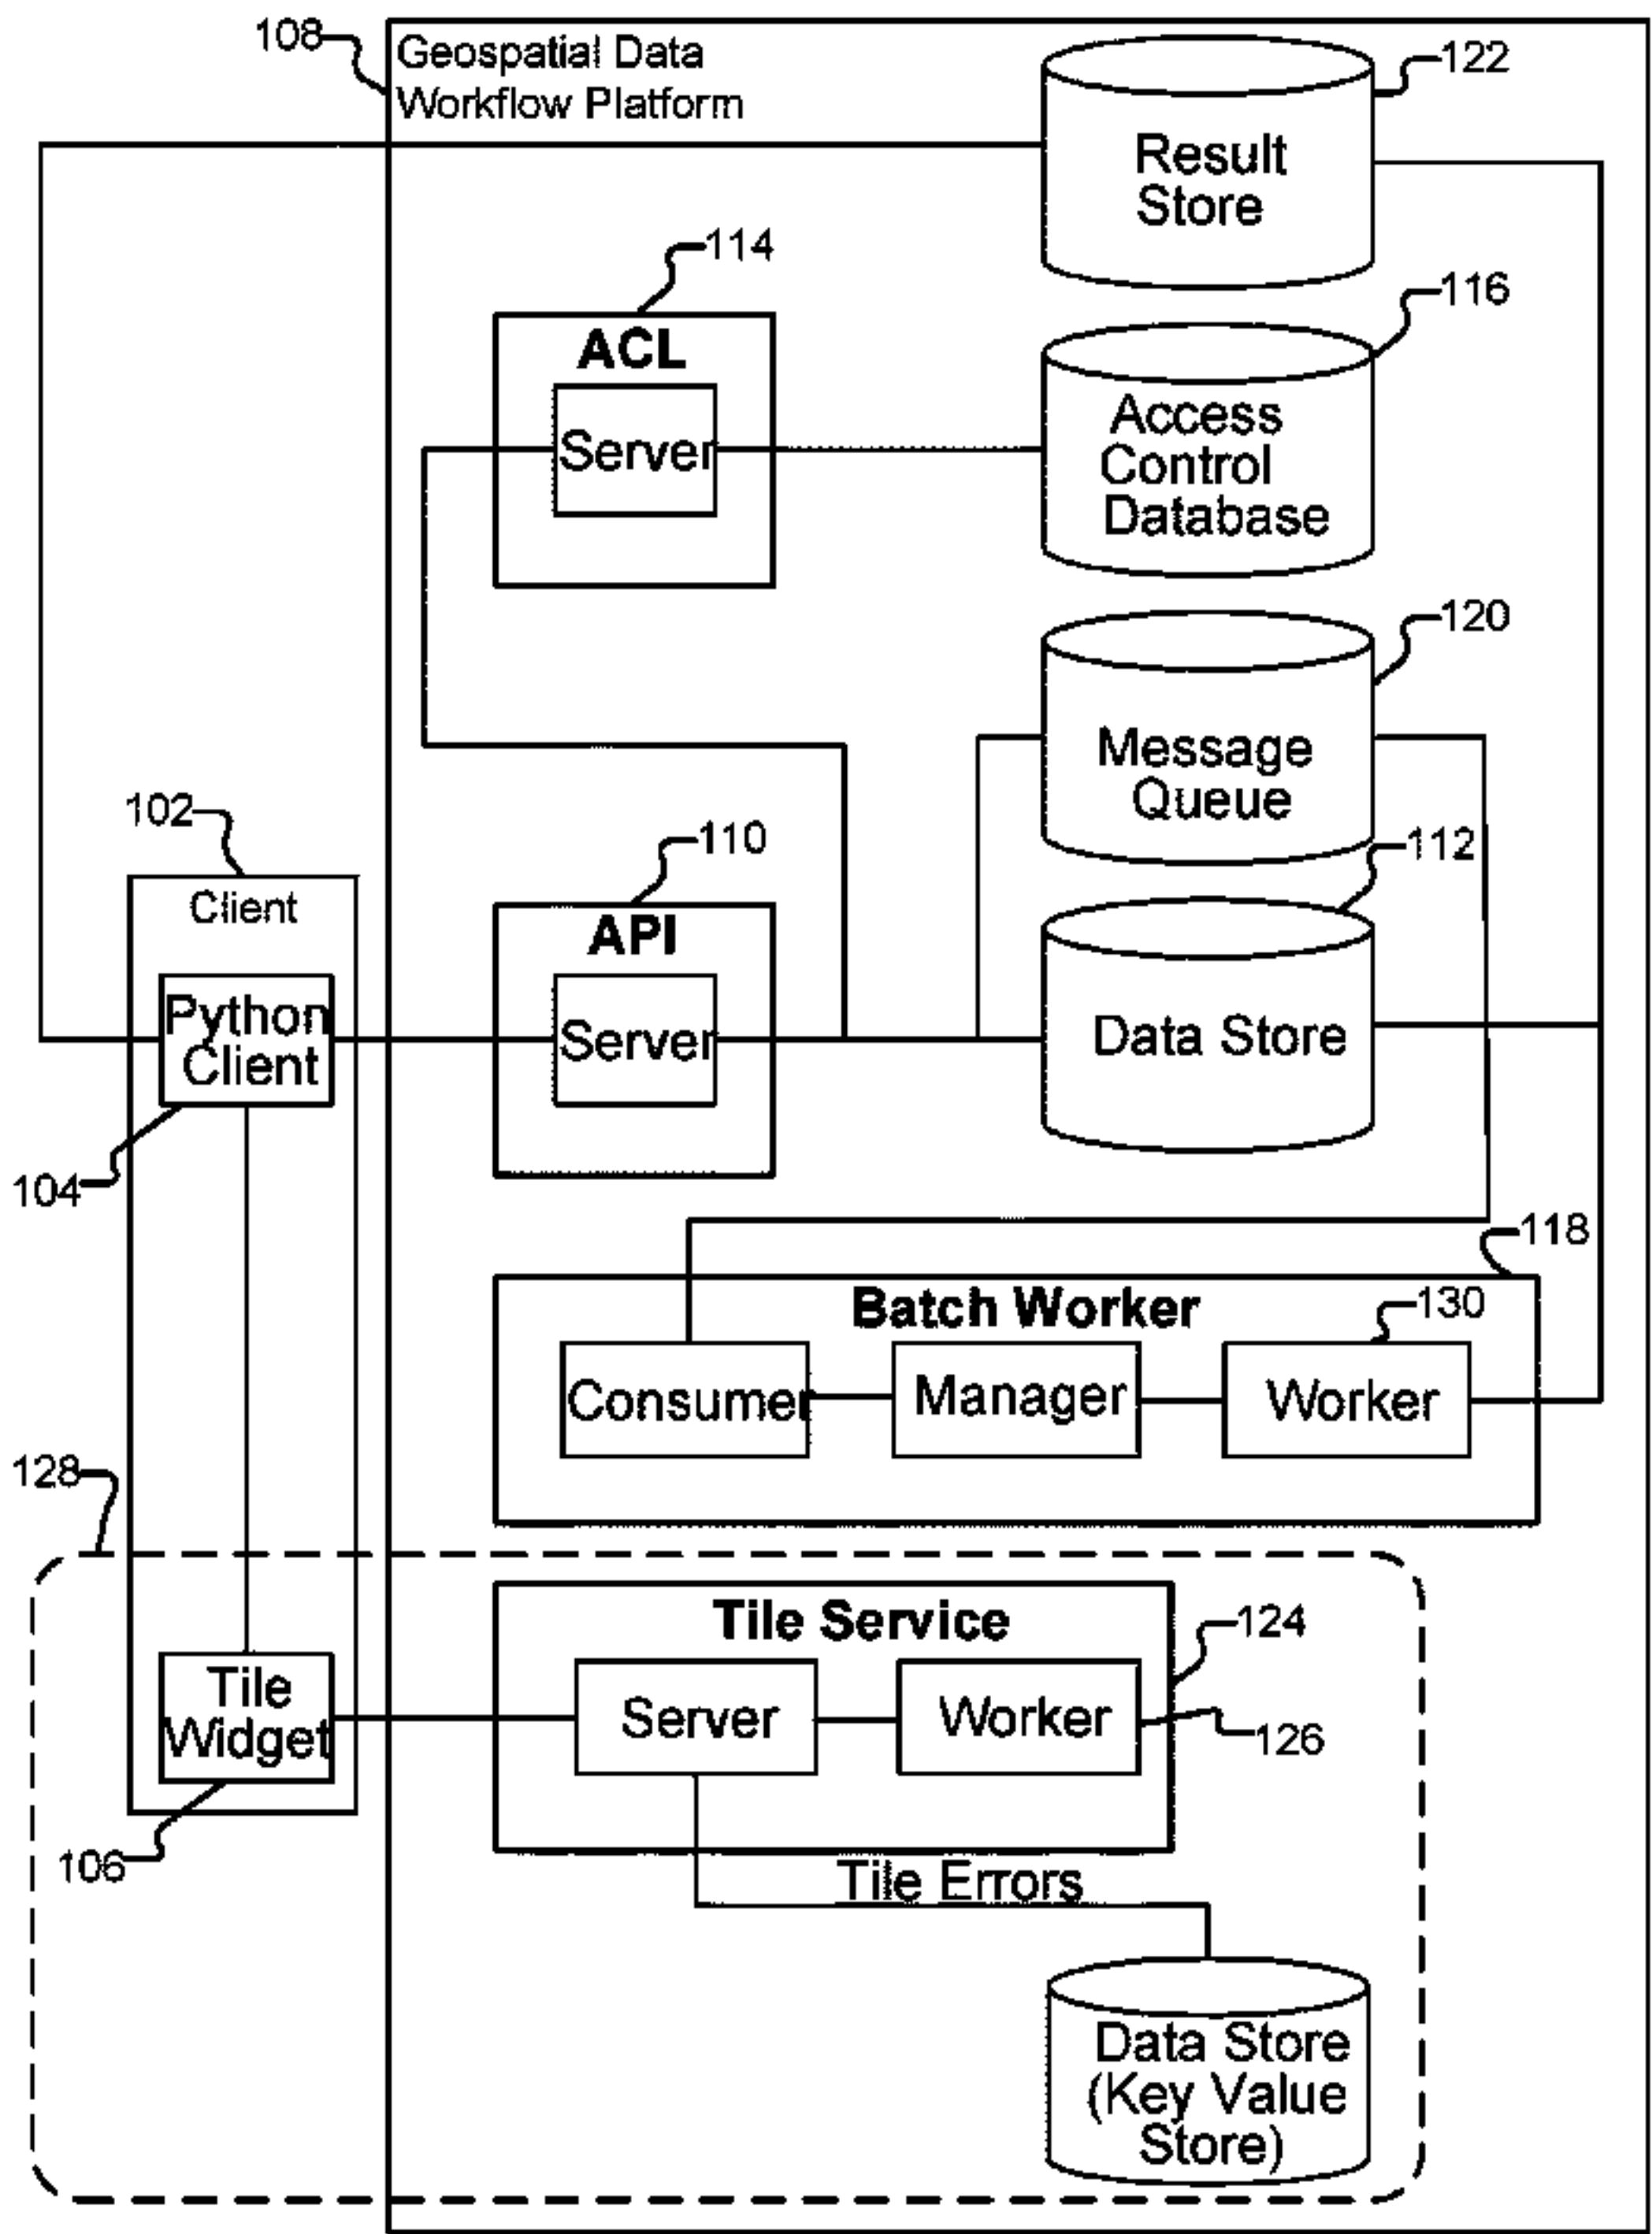 108
Geospatial Data
Workflow Platform
122
Result
Store
114
116
ACL
Server
Access
Control
Database
120
Message
Queue
102
110
112
Client
API
Python
Client
Server
Data Store
104
118
Batch Worker
130
Consumer
Manager
Worker
128
Tile Service
124
Tile
Widget
Server
Worker
126
106
Tile Errors
Data Store
(Key Value
Store)